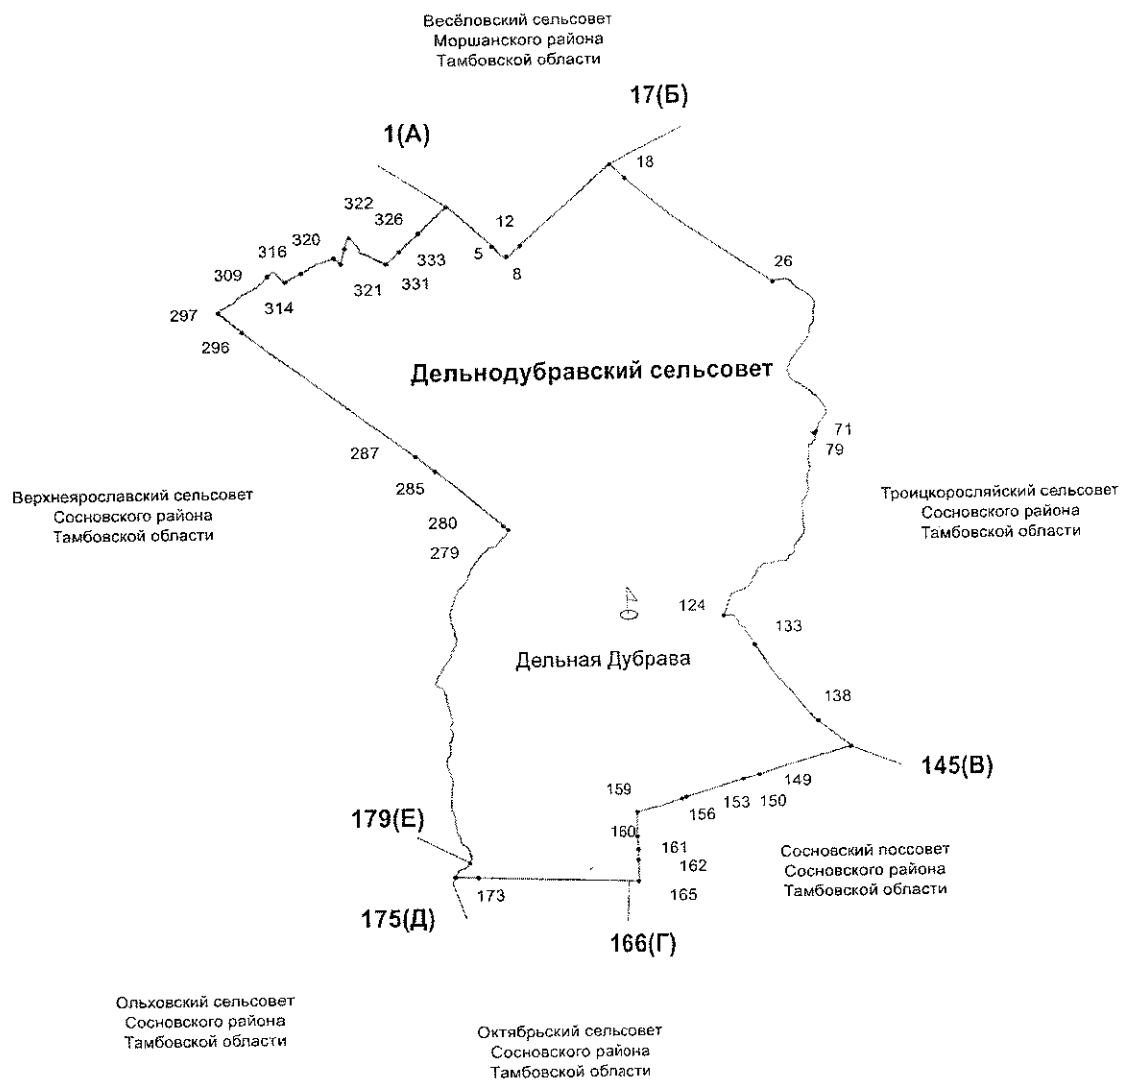 Весёловский сельсовет
Моршанского района
Тамбовской области
17(Б)
1(А)
18
322
326
12
320
5
333
8
316
26
309
321
331
314
297
296
Дельнодубравский сельсовет
71
79
287
285
Верхнеярославский сельсовет
Сосновского района
Тамбовской области
Троицкоросляйский сельсовет
Сосновского района
Тамбовской области
280
279
124
133
Дельная Дубрава
138
145(В)
149
159
153
150
156
179(Е)
160
161
162
Сосновский поссовет
Сосновского района
Тамбовской области
173
165
175(Д)
166(Г)
Ольховский сельсовет
Сосновского района
Тамбовской области
Октябрьский сельсовет
Сосновского района
Тамбовской области